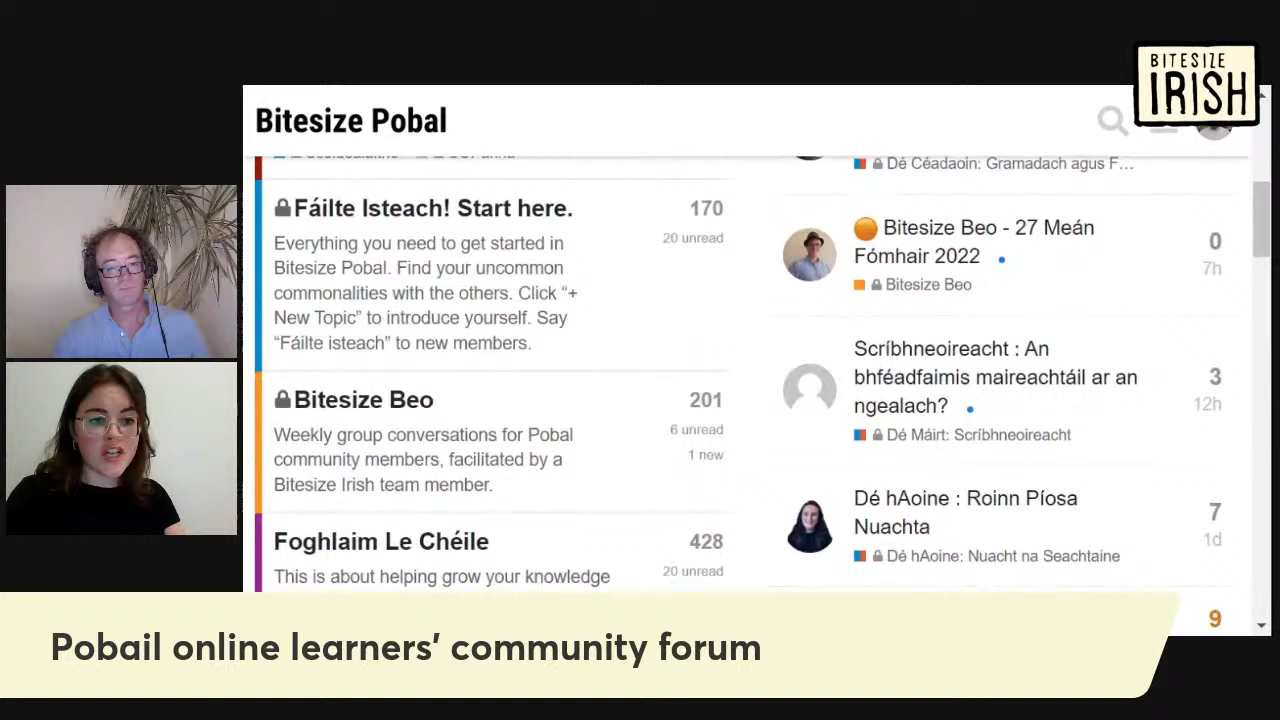 BITESIZE
IRISH
Bitesize Pobal
Fáilte Isteach! Start here.
170
20 unread
Everything you need to get started in
Bitesize Pobal. Find your uncommon
commonalities with the others. Click “+
New Topic” to introduce yourself. Say
“Fáilte isteach” to new members.
Bitesize Beo
201
6 unread
1 new
Weekly group conversations for Pobal
community members, facilitated by a
Bitesize Irish team member.
Foghlaim Le Chéile
428
20 unread
This is about helping grow your knowledge
Dé Céadaoin: Gramadach agus F…
Bitesize Beo - 27 Meán
Fómhair 2022
0
7h
Bitesize Beo
Scríbhneoireacht : An
bhféadfaimis maireachtáil ar an
ngealach?
3
12h
Dé Máirt: Scríbhneoireacht
Dé hAoine : Roinn Píosa
Nuachta
7
1d
Dé hAoine: Nuacht na Seachtaine
9
Pobail online learners’ community forum